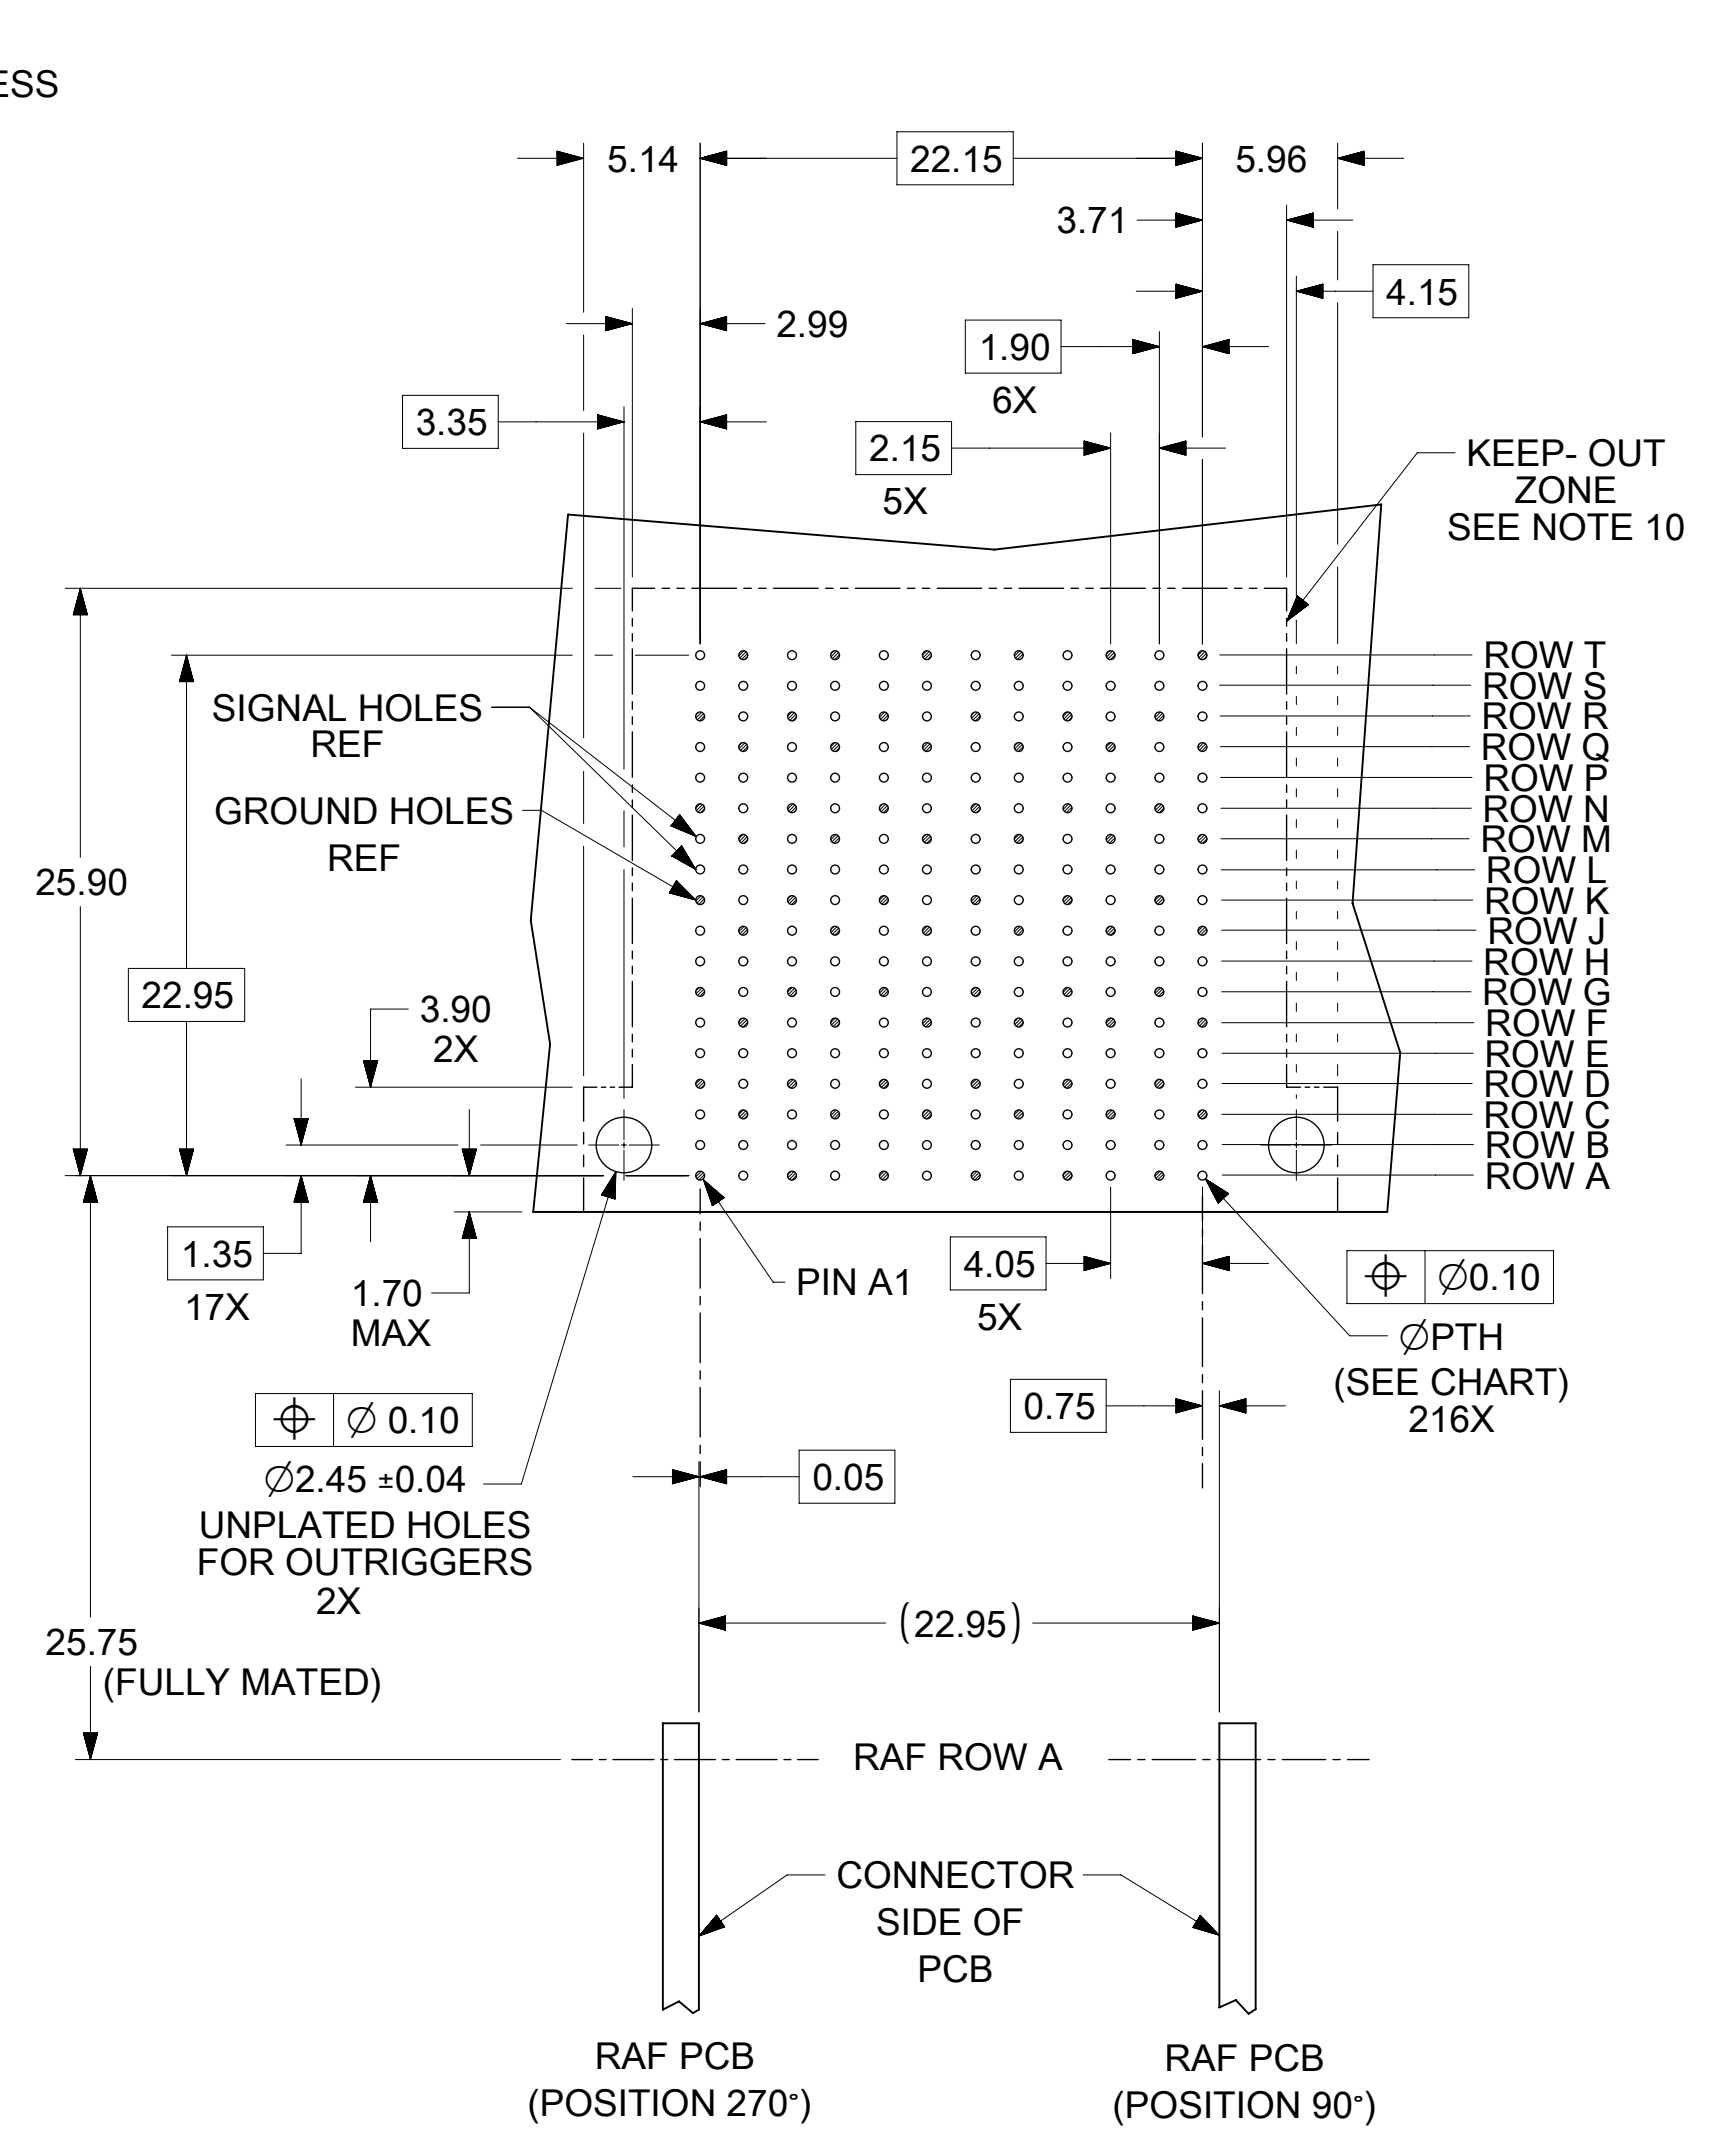 ESS
5.14
22.15
5.96
3.71
4.15
2.99
1.90
6X
3.35
2.15
5X
KEEP- OUT
ZONE
SEE NOTE 10
ROW T
ROW S
ROW R
ROW Q
ROW P
ROW N
ROW M
ROW L
ROW K
ROW J
ROW H
ROW G
ROW F
ROW E
ROW D
ROW C
ROW B
ROW A
SIGNAL HOLES
REF
GROUND HOLES
REF
25.90
22.95
3.90
2X
1.35
17X
1.70
MAX
PIN A1
4.05
5X
⌖ ∅0.10
∅PTH
(SEE CHART)
216X
0.75
⌖ ∅ 0.10
∅2.45 ±0.04
UNPLATED HOLES
FOR OUTRIGGERS
2X
0.05
(22.95)
25.75
(FULLY MATED)
RAF ROW A
CONNECTOR
SIDE OF
PCB
RAF PCB
(POSITION 270°)
RAF PCB
(POSITION 90°)